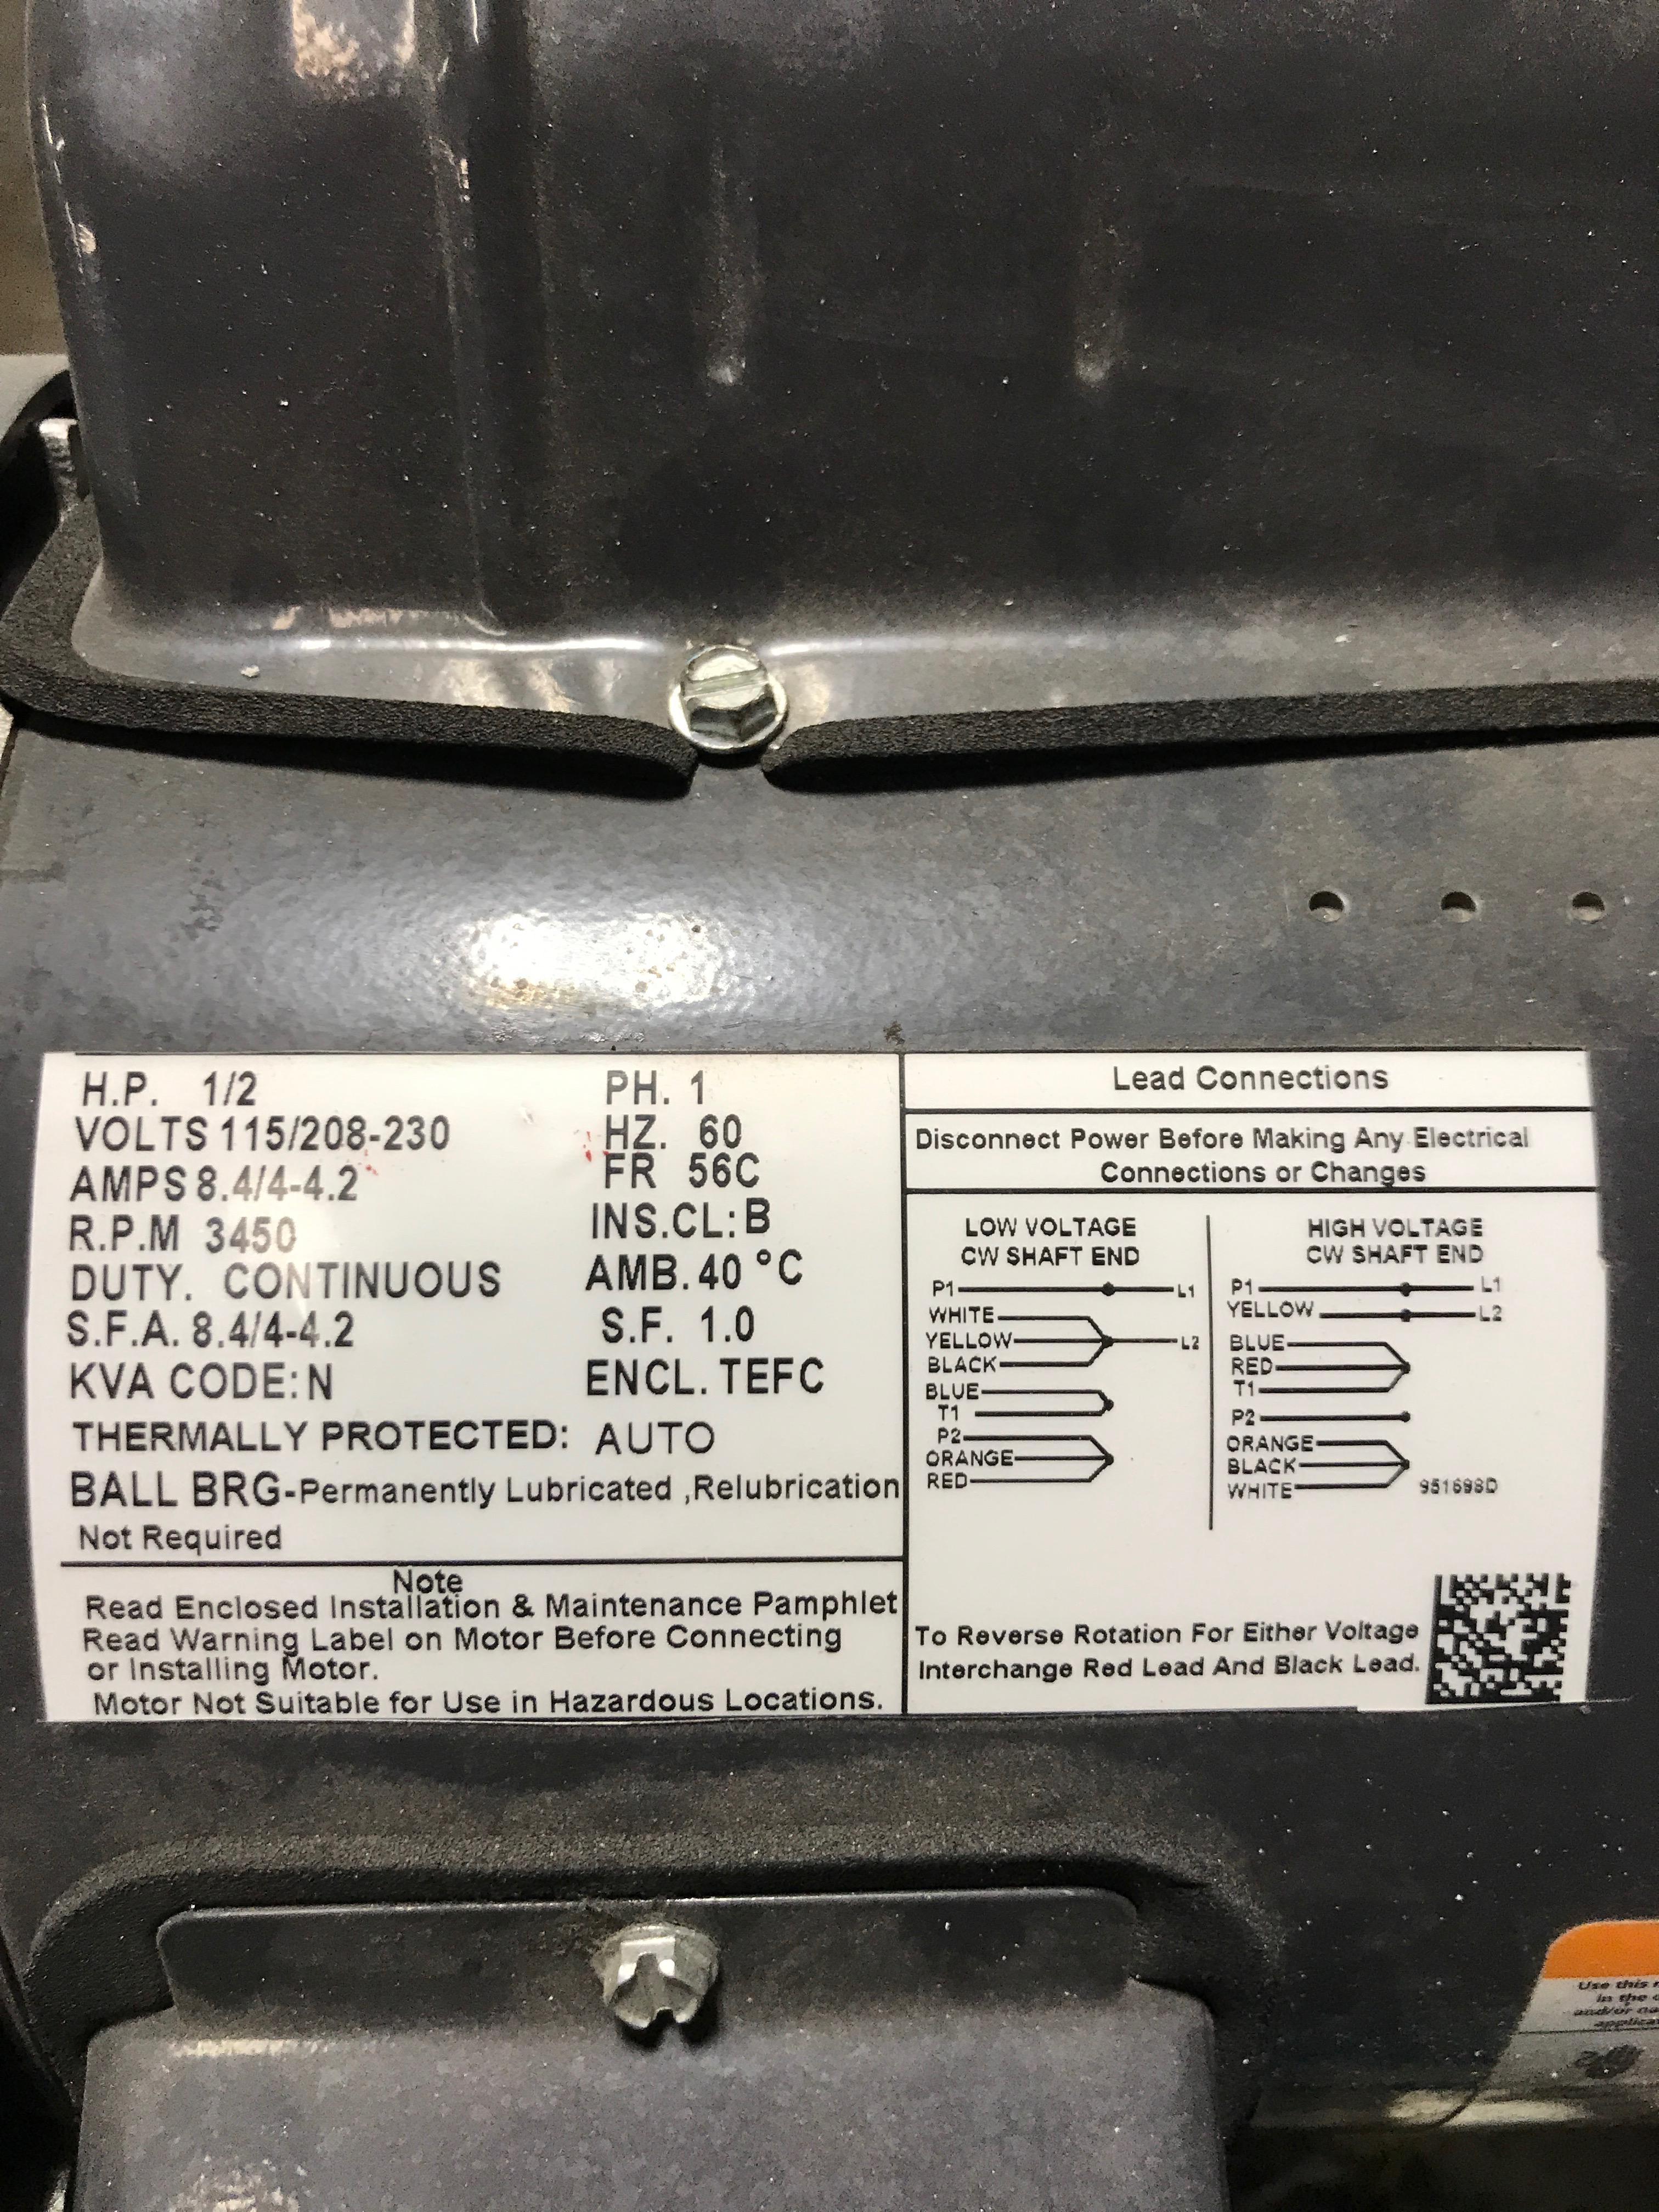 H.P. 1/2 PH. 1
VOLTS 115/208-230 HZ. 60
AMPS 8.4/4-4.2 FR 56C
R.P.M 3450 INS.CL: B
DUTY. CONTINUOUS AMB. 40 °C
S.F.A. 8.4/4-4.2 S.F. 1.0
KVA CODE: N ENCL. TEFC
THERMALLY PROTECTED: AUTO
BALL BRG-Permanently Lubricated ,Relubrication
Not Required
Note
Read Enclosed Installation & Maintenance Pamphlet
Read Warning Label on Motor Before Connecting
or Installing Motor.
Motor Not Suitable for Use in Hazardous Locations.
Lead Connections
Disconnect Power Before Making Any Electrical
Connections or Changes
LOW VOLTAGE
CW SHAFT END
P1 L1
WHITE
YELLOW L2
BLACK
BLUE
T1
P2
ORANGE
RED
HIGH VOLTAGE
CW SHAFT END
P1 L1
YELLOW L2
BLUE
RED
T1
P2
ORANGE
BLACK
WHITE 951698D
To Reverse Rotation For Either Voltage
Interchange Red Lead And Black Lead.
Use this
in the
and/or